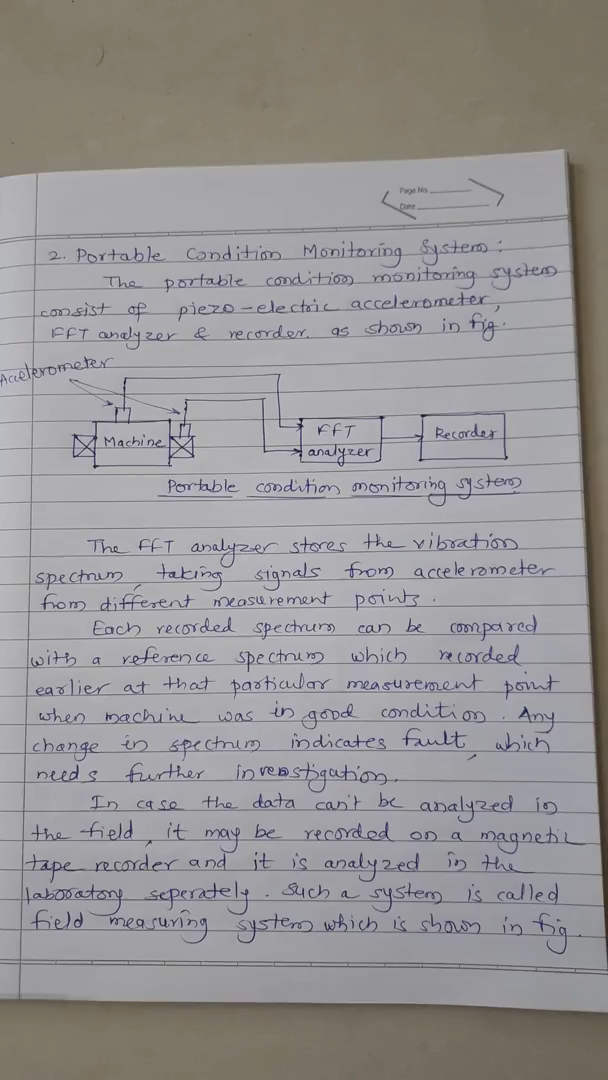 Page No.
Date
2. Portable Condition Monitoring System :
The portable condition monitoring system
consist of piezo-electric accelerometer,
FFT analyzer & recorder. as shown in fig.
Accelerometer
Machine
FFT
analyzer
Recorder
Portable condition monitoring system
The FFT analyzer stores the vibration
spectrum, taking signals from accelerometer
from different measurement points.
Each recorded spectrum can be compared
with a reference spectrum which recorded
earlier at that particular measurement point
when machine was in good condition. Any
change in spectrum indicates fault, which
needs further investigation.
In case the data can't be analyzed in
the field, it may be recorded on a magnetic
tape recorder and it is analyzed in the
laboratory seperately. Such a system is called
field measuring system which is shown in fig.